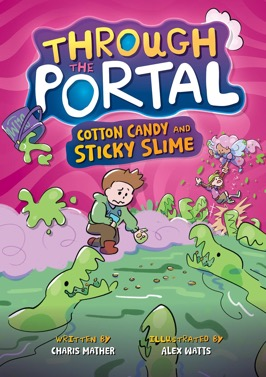 THROUGH
THE
PORTAL
COTTON CANDY AND
STICKY SLIME
WRITTEN BY
CHARIS MATHER
ILLUSTRATED BY
ALEX WATTS